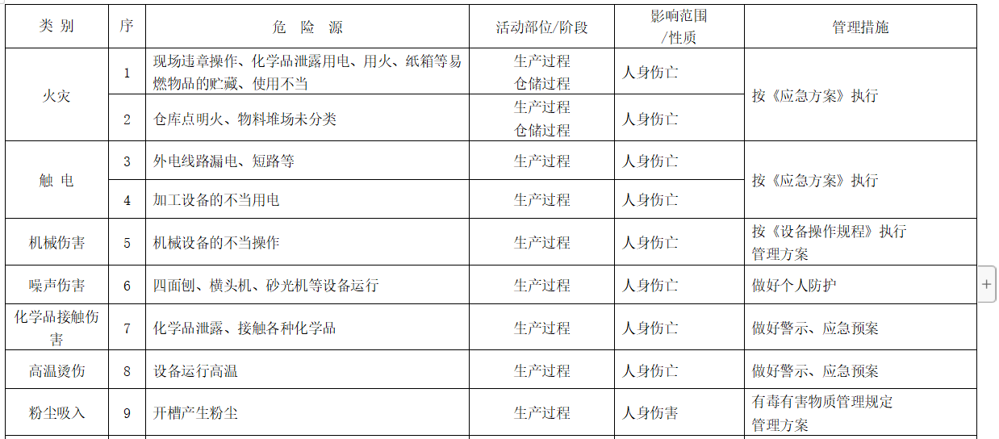 类 别 序 危 险 源 活动部位/阶段 影响范围
/性质 管理措施
火灾 1 现场违章操作、化学品泄露用电、用火、纸箱等易
燃物品的贮藏、使用不当 生产过程
仓储过程 人身伤亡 按《应急方案》执行
2 仓库点明火、物料堆场未分类 生产过程
仓储过程 人身伤亡
触 电 3 外电线路漏电、短路等 生产过程 人身伤亡 按《应急方案》执行
4 加工设备的不当用电 生产过程 人身伤亡
机械伤害 5 机械设备的不当操作 生产过程 人身伤亡 按《设备操作规程》执行
管理方案
噪声伤害 6 四面刨、横头机、砂光机等设备运行 生产过程 人身伤亡 做好个人防护
化学品接触伤
害 7 化学品泄露、接触各种化学品 生产过程 人身伤亡 做好警示、应急预案
高温烫伤 8 设备运行高温 生产过程 人身伤亡 做好警示、应急预案
粉尘吸入 9 开槽产生粉尘 生产过程 人身伤害 有毒有害物质管理规定
管理方案